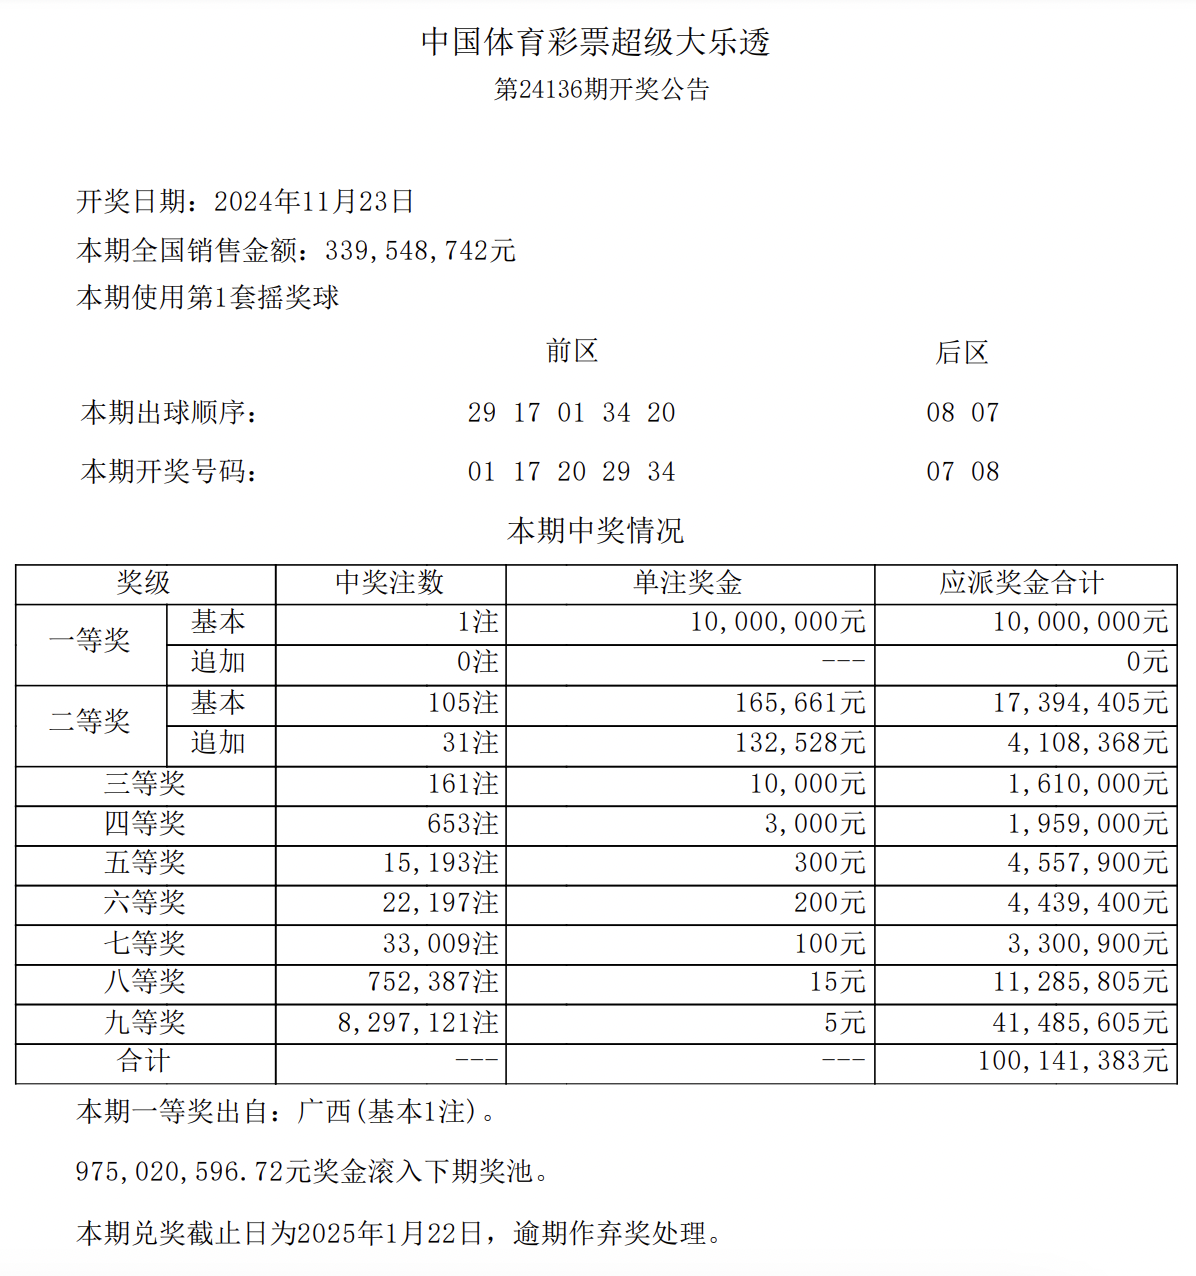 中国体育彩票超级大乐透
第24136期开奖公告
开奖日期：2024年11月23日
本期全国销售金额：339,548,742元
本期使用第1套摇奖球
前区 后区
本期出球顺序： 29 17 01 34 20 08 07
本期开奖号码： 01 17 20 29 34 07 08
本期中奖情况
奖级 中奖注数 单注奖金 应派奖金合计
一等奖 基本 1注 10,000,000元 10,000,000元
追加 0注 --- 0元
二等奖 基本 105注 165,661元 17,394,405元
追加 31注 132,528元 4,108,368元
三等奖 161注 10,000元 1,610,000元
四等奖 653注 3,000元 1,959,000元
五等奖 15,193注 300元 4,557,900元
六等奖 22,197注 200元 4,439,400元
七等奖 33,009注 100元 3,300,900元
八等奖 752,387注 15元 11,285,805元
九等奖 8,297,121注 5元 41,485,605元
合计 --- --- 100,141,383元
本期一等奖出自：广西(基本1注)。
975,020,596.72元奖金滚入下期奖池。
本期兑奖截止日为2025年1月22日，逾期作弃奖处理。